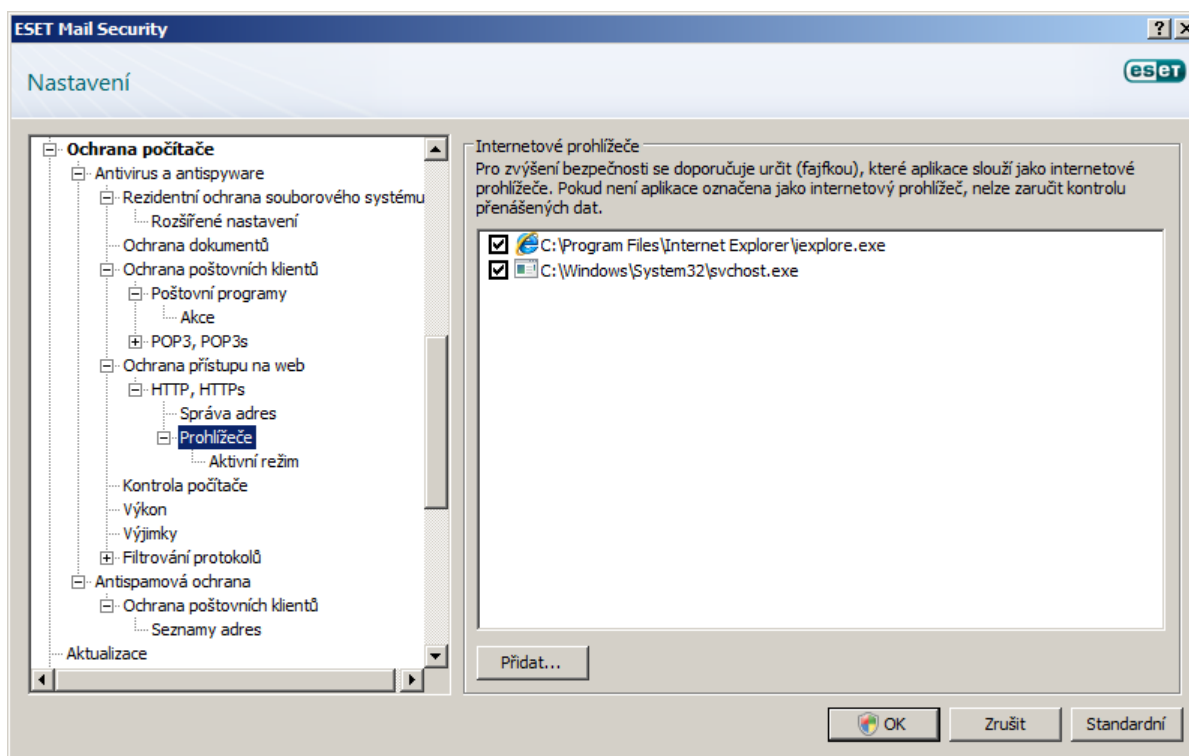 ESET Mail Security
Nastavení
eset
Ochrana počítače
Antivirus a antispyware
Rezidentní ochrana souborového systému
Rozšířené nastavení
Ochrana dokumentů
Ochrana poštovních klientů
Poštovní programy
Akce
POP3, POP3s
Ochrana přístupu na web
HTTP, HTTPs
Správa adres
Prohlížeče
Aktivní režim
Kontrola počítače
Výkon
Výjimky
Filtrování protokolů
Antispamová ochrana
Ochrana poštovních klientů
Seznamy adres
Aktualizace
Internetové prohlížeče
Pro zvýšení bezpečnosti se doporučuje určit (fajfkou), které aplikace slouží jako internetové
prohlížeče. Pokud není aplikace označena jako internetový prohlížeč, nelze zaručit kontrolu
přenášených dat.
C:\Program Files\Internet Explorer\iexplore.exe
C:\Windows\System32\svchost.exe
Přidat...
OK
Zrušit
Standardní